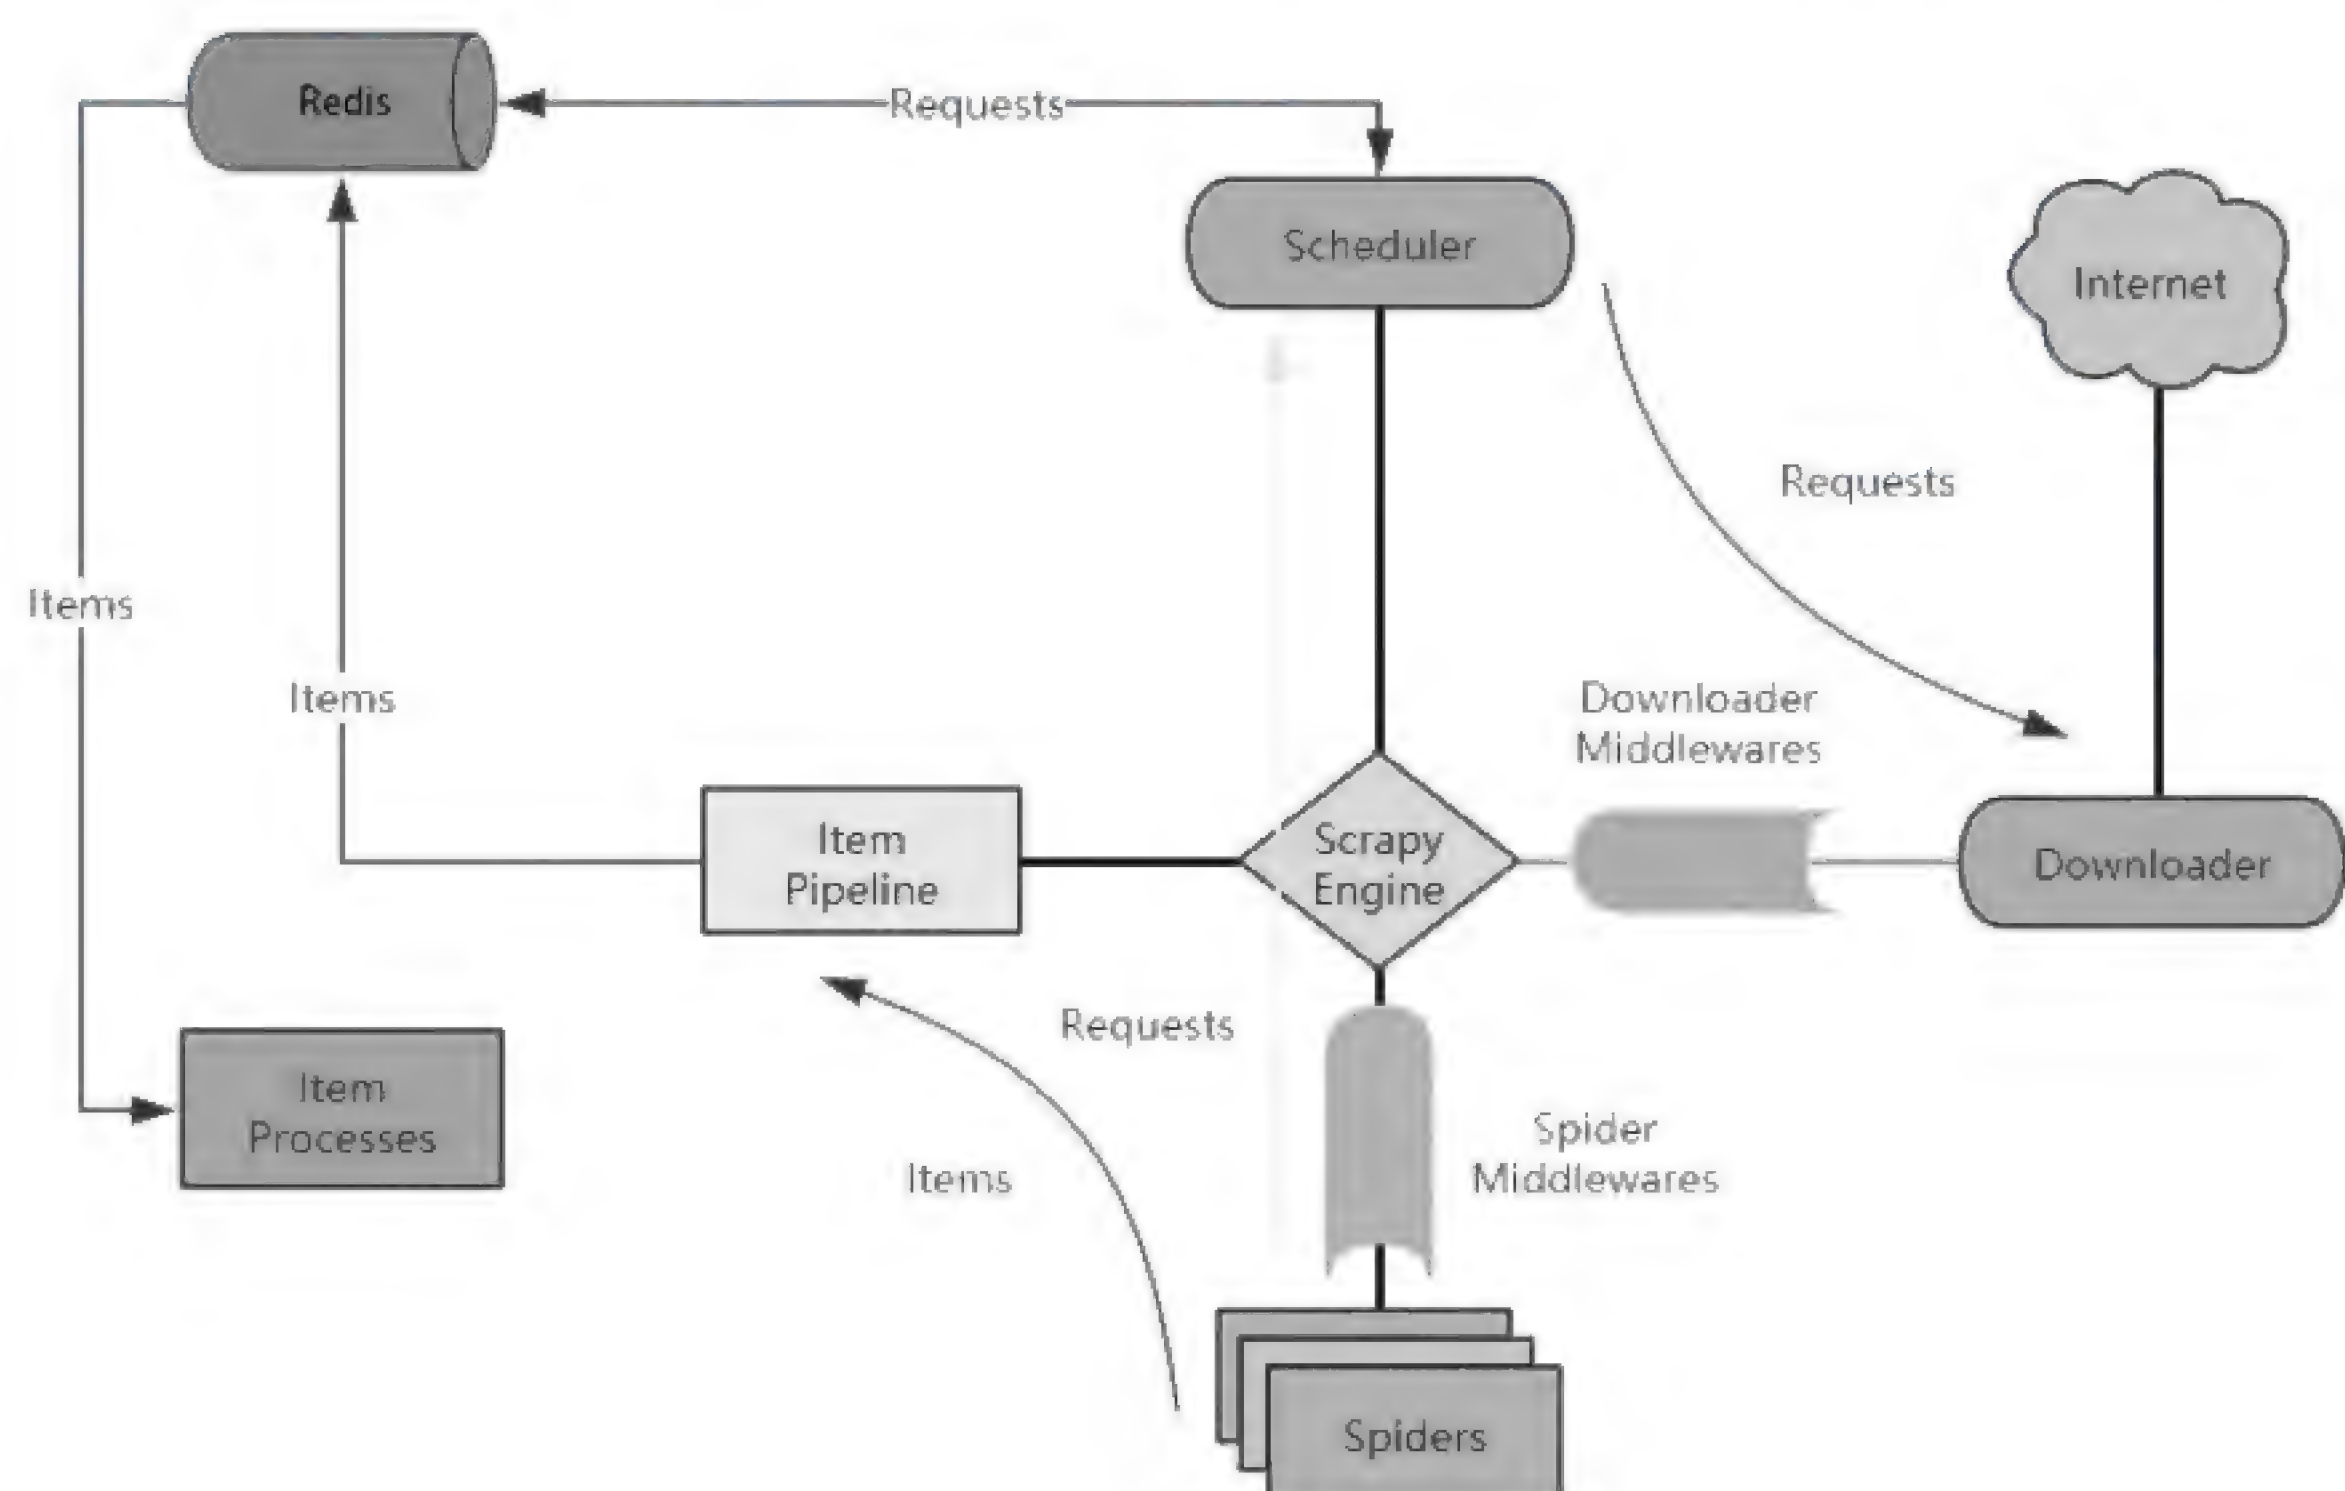 Redis
Requests
Scheduler
Internet
Requests
Items
Items
Downloader
Middlewares
Item
Pipeline
Scrapy
Engine
Downloader
Requests
Item
Processes
Items
Spider
Middlewares
Spiders